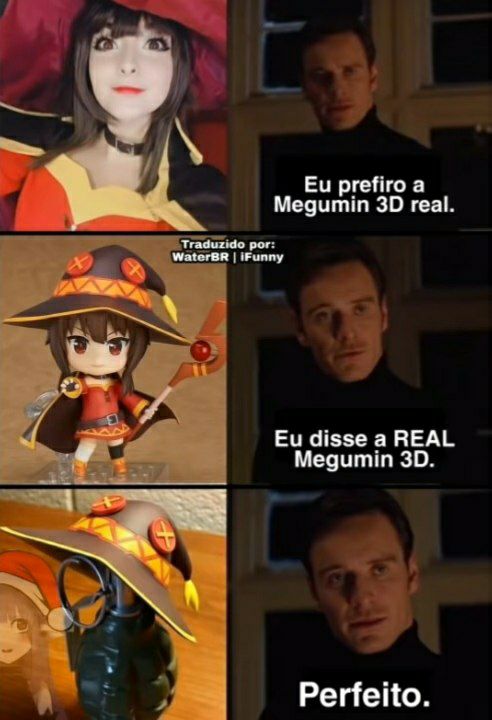 Eu prefiro a
Megumin 3D real.
Traduzido por:
WaterBR | iFunny
Eu disse a REAL
Megumin 3D.
Perfeito.